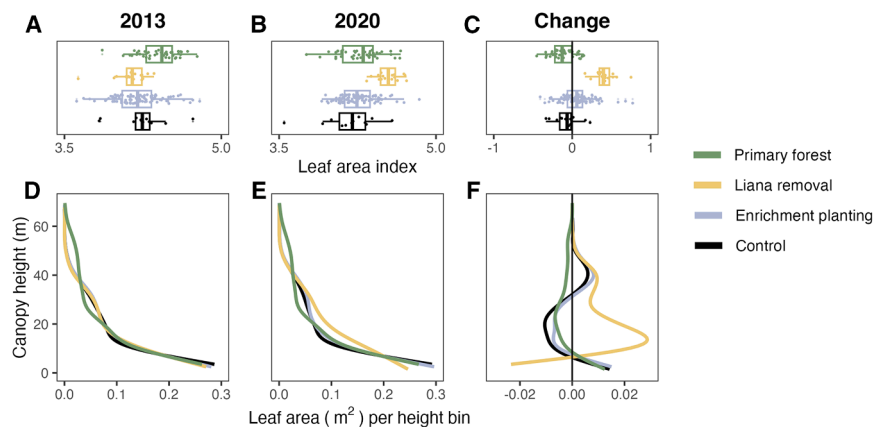 A 2013 B 2020 C Change
3.5 5.0 3.5 5.0 -1 0 1
Leaf area index
D E F
Canopy height (m)
60
40
20
0
0.0 0.1 0.2 0.3 0.0 0.1 0.2 0.3 -0.02 0.00 0.02
Leaf area ( m² ) per height bin
Primary forest
Liana removal
Enrichment planting
Control